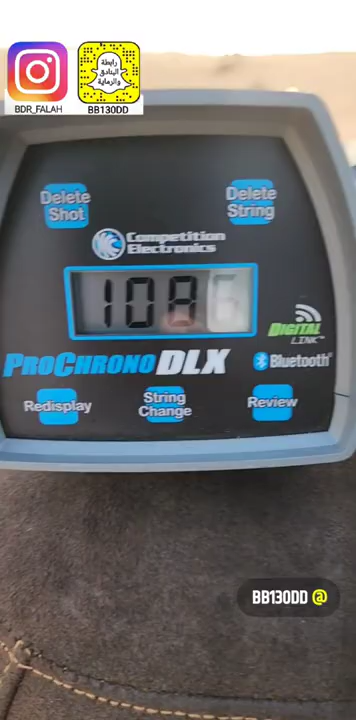 رابطة
البنادق
والرماية
BDR_FALAH
BB130DD
Delete
Shot
Delete
String
Competition
Electronics
108
DIGITAL
LINK™
PROCHRONO DLX
Bluetooth®
Redisplay
String
Change
Review
BB130DD @